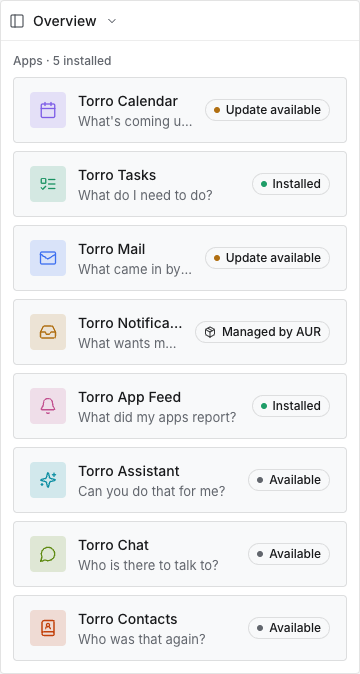 Overview
Apps · 5 installed
Torro Calendar
What's coming u...
Update available
Torro Tasks
What do I need to do?
Installed
Torro Mail
What came in by...
Update available
Torro Notifica...
What wants m...
Managed by AUR
Torro App Feed
What did my apps report?
Installed
Torro Assistant
Can you do that for me?
Available
Torro Chat
Who is there to talk to?
Available
Torro Contacts
Who was that again?
Available